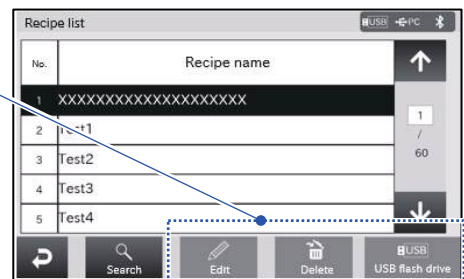 Recipe list USB PC
No. Recipe name
1 XXXXXXXXXXXXXXXXXXXX
2 Test1
3 Test2
4 Test3
5 Test4
1
/
60
Search Edit Delete USB
USB flash drive